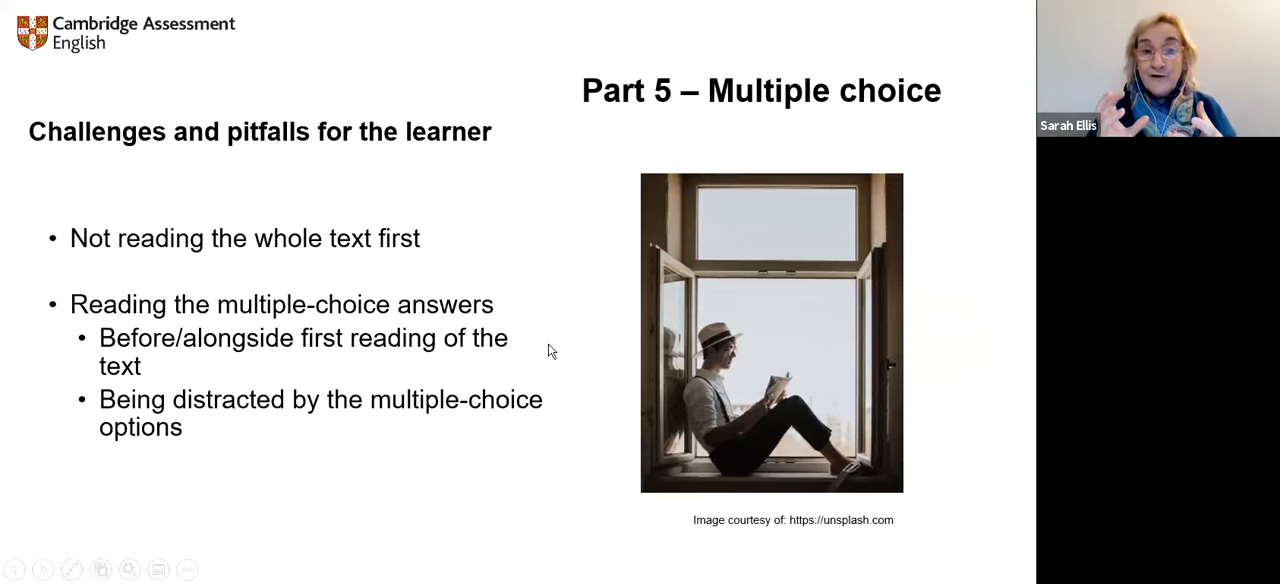 Cambridge Assessment
English
Part 5 – Multiple choice
Challenges and pitfalls for the learner
• Not reading the whole text first
• Reading the multiple-choice answers
• Before/alongside first reading of the
text
• Being distracted by the multiple-choice
options
Image courtesy of: https://unsplash.com
Sarah Ellis